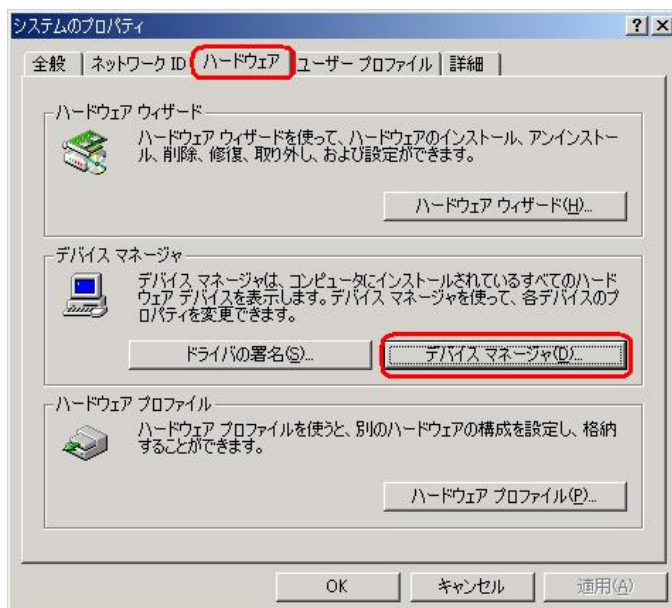 システムのプロパティ
全般
ネットワーク ID
ハードウェア
ユーザー プロファイル
詳細
ハードウェア ウィザード
ハードウェア ウィザードを使って、ハードウェアのインストール、アンインストー
ル、削除、修復、取り外し、および設定ができます。
ハードウェア ウィザード(H)...
デバイス マネージャ
デバイス マネージャは、コンピュータにインストールされているすべてのハード
ウェア デバイスを表示します。デバイス マネージャを使って、各デバイスのプ
ロパティを変更できます。
ドライバの署名(S)...
デバイス マネージャ(D)...
ハードウェア プロファイル
ハードウェア プロファイルを使うと、別のハードウェアの構成を設定し、格納
することができます。
ハードウェア プロファイル(P)...
OK
キャンセル
適用(A)